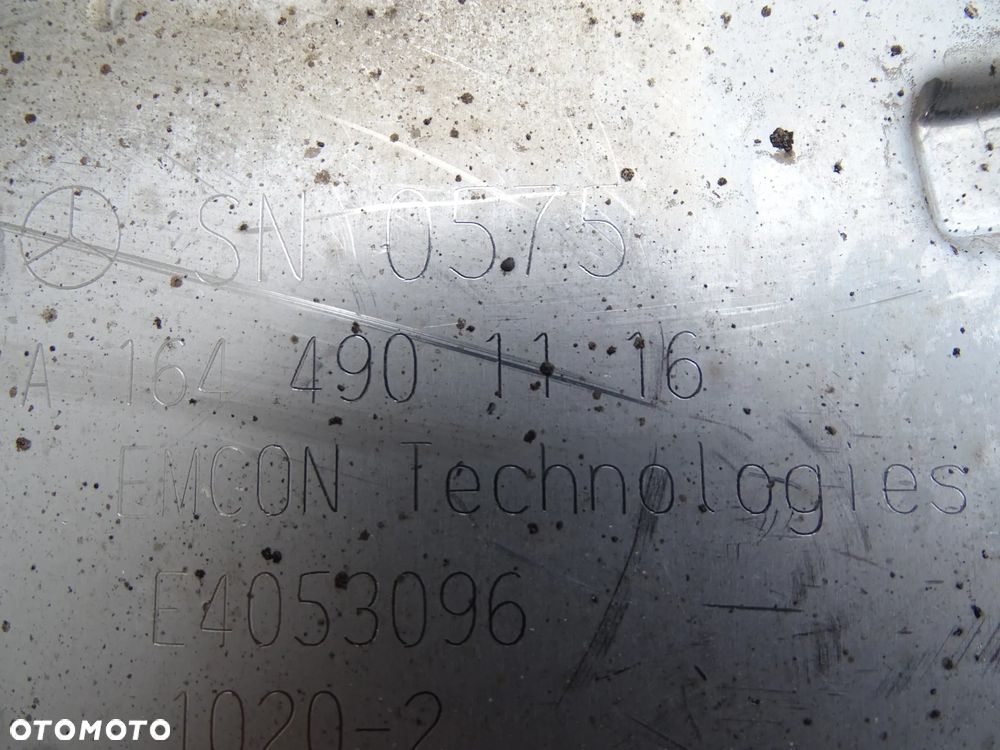 SN 0575
A 164 490 11 16
EMCON Technologies
E4053096
1020-2
OTOMOTO